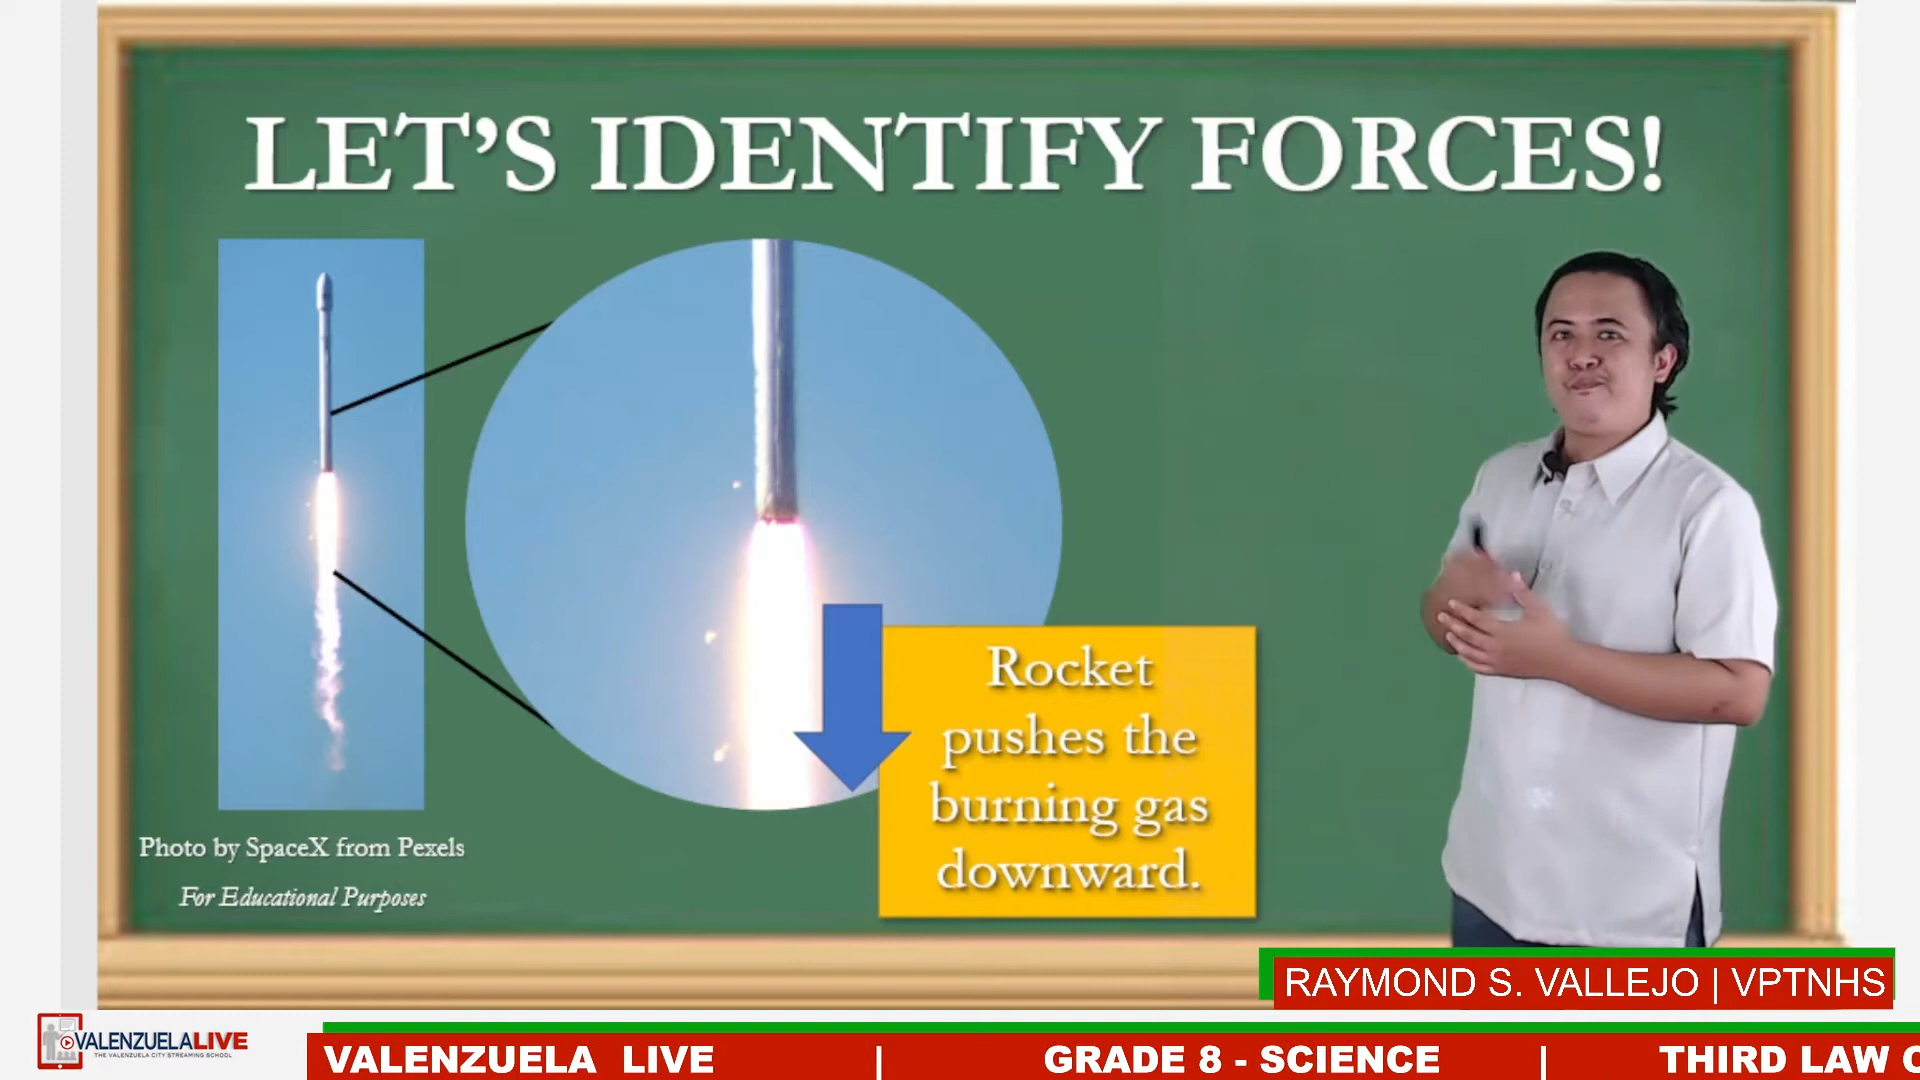 LET'S IDENTIFY FORCES!
Rocket
pushes the
burning gas
downward.
Photo by SpaceX from Pexels
For Educational Purposes
RAYMOND S. VALLEJO | VPTNHS
VALENZUELALIVE
THE VALENZUELA CITY STREAMING SCHOOL
VALENZUELA LIVE | GRADE 8 - SCIENCE | THIRD LAW